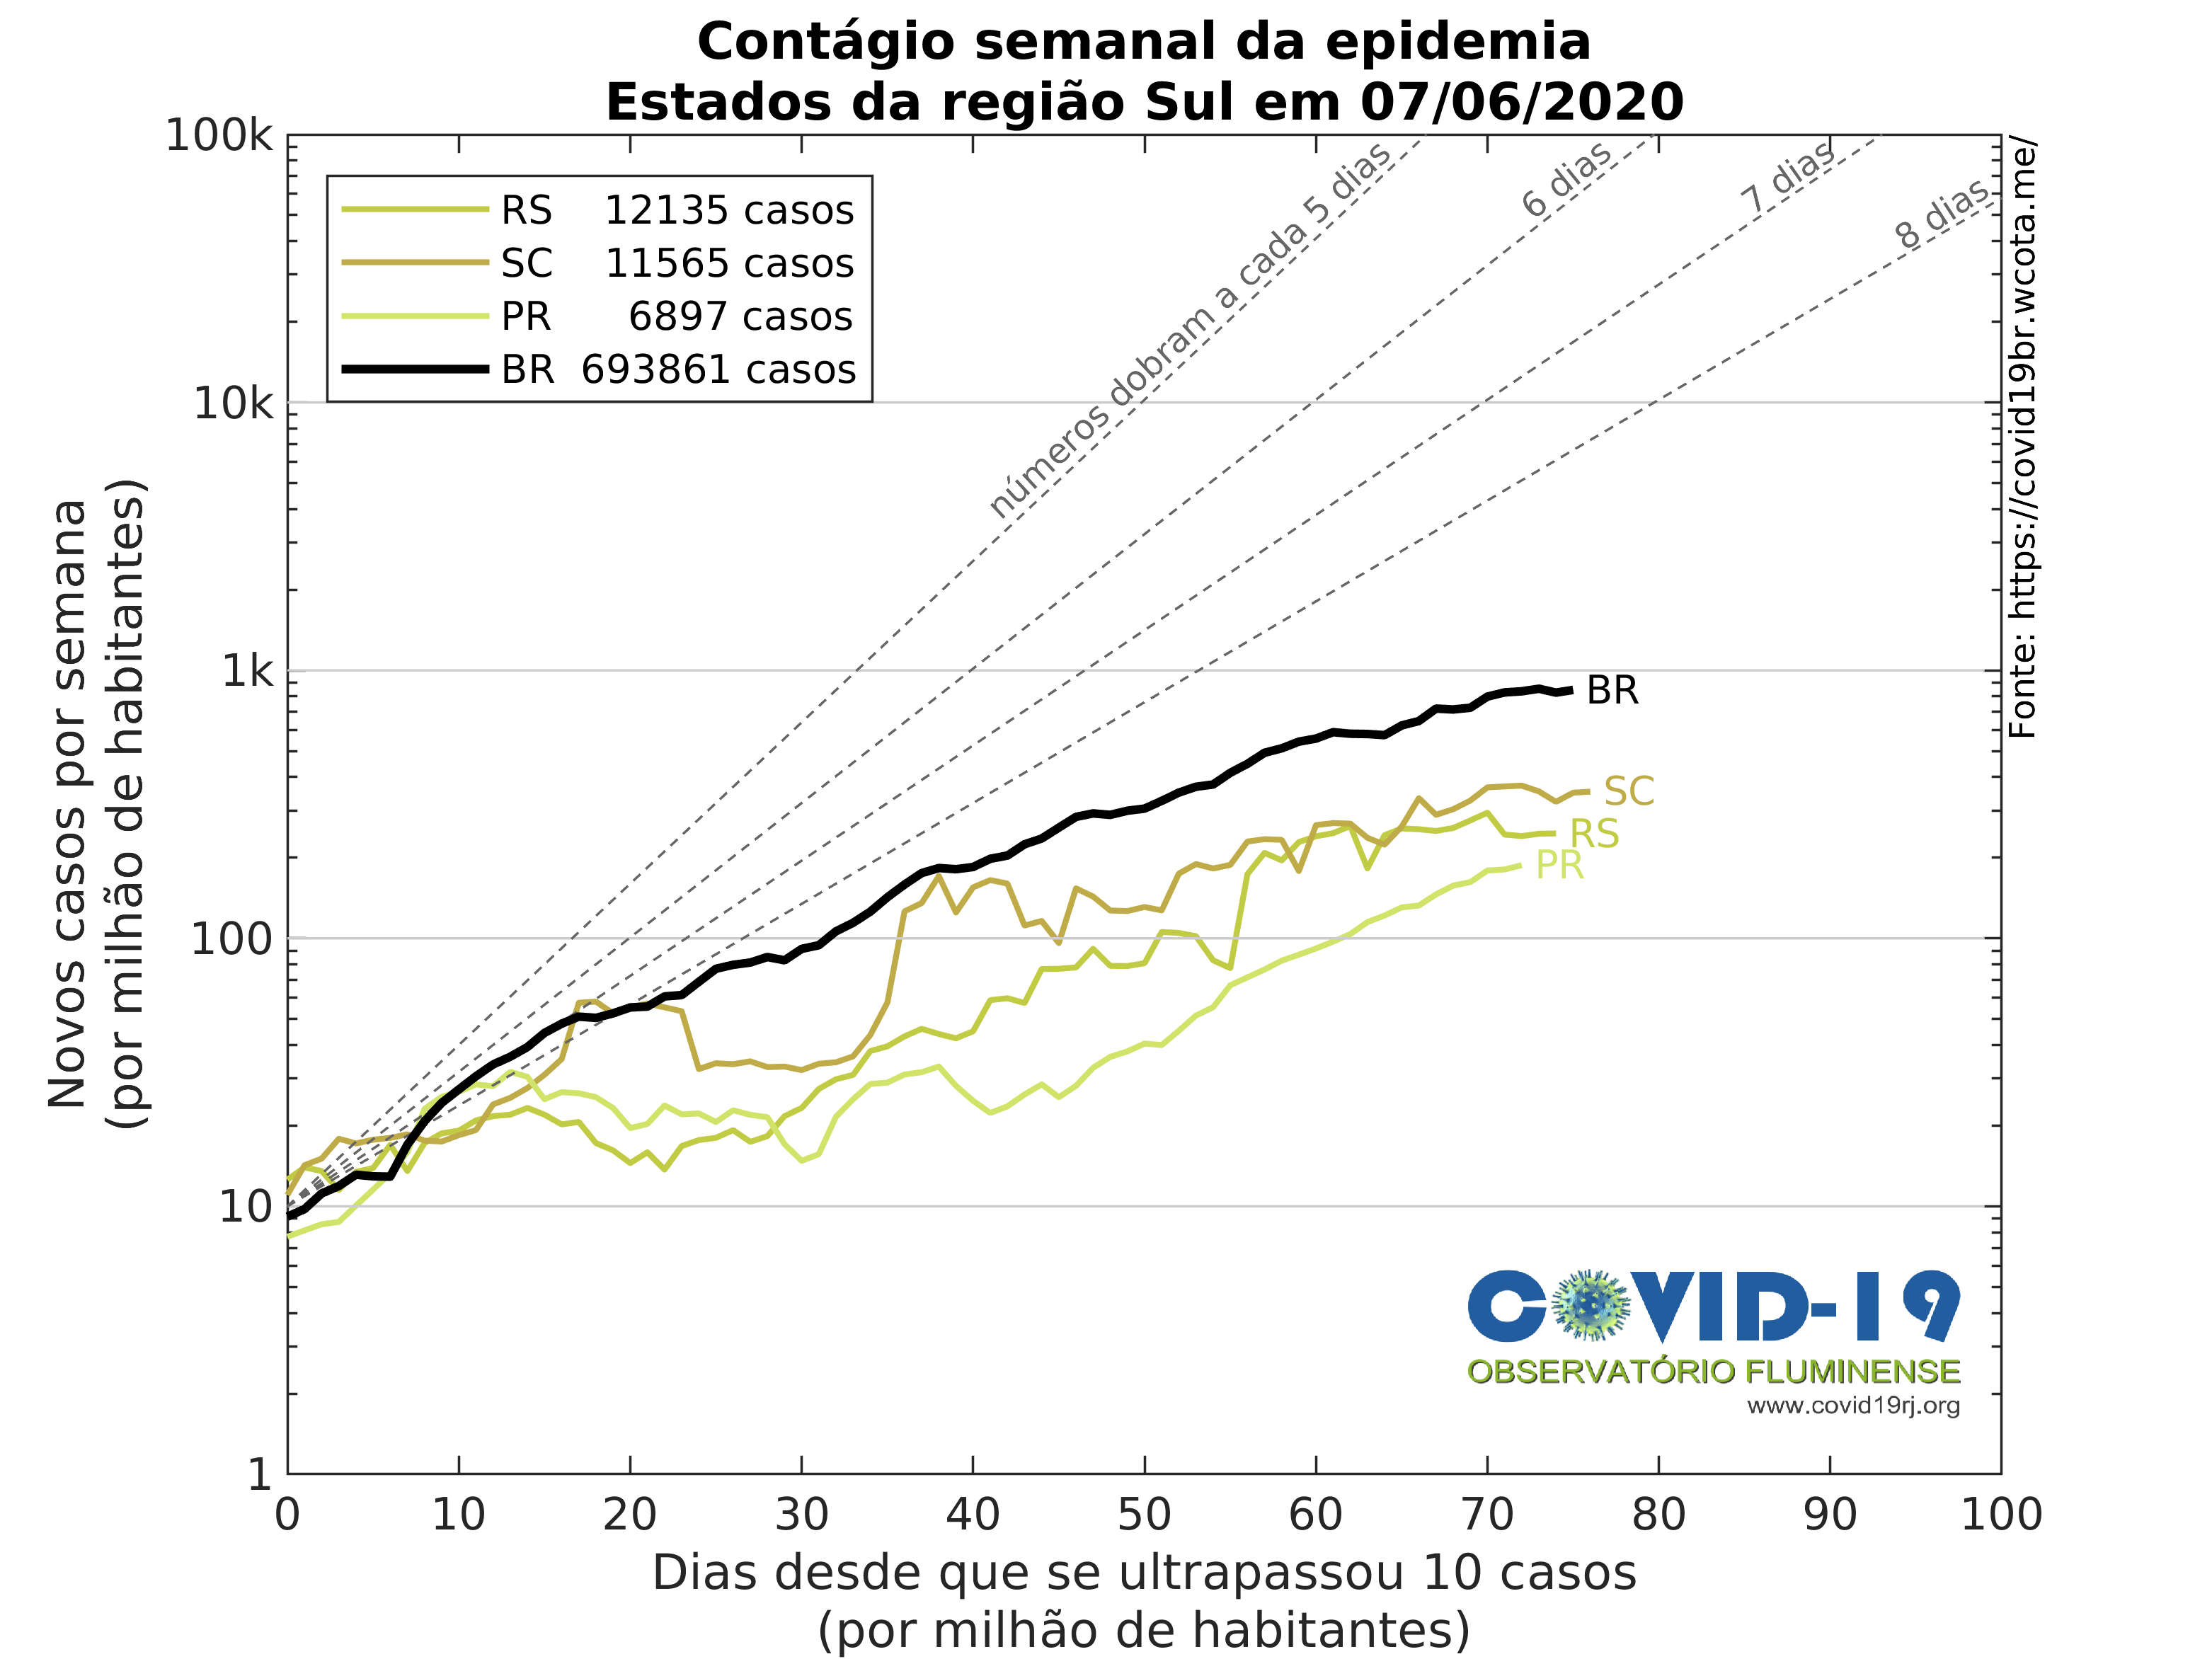 Contágio semanal da epidemia
Estados da região Sul em 07/06/2020
100k
10k
1k
100
10
1
Novos casos por semana
(por milhão de habitantes)
RS 12135 casos
SC 11565 casos
PR 6897 casos
BR 693861 casos
números dobram a cada 5 dias
6 dias
7 dias
8 dias
BR
SC
RS
PR
Fonte: https://covid19br.wcota.me/
COVID-19
OBSERVATÓRIO FLUMINENSE
www.covid19rj.org
0 10 20 30 40 50 60 70 80 90 100
Dias desde que se ultrapassou 10 casos
(por milhão de habitantes)